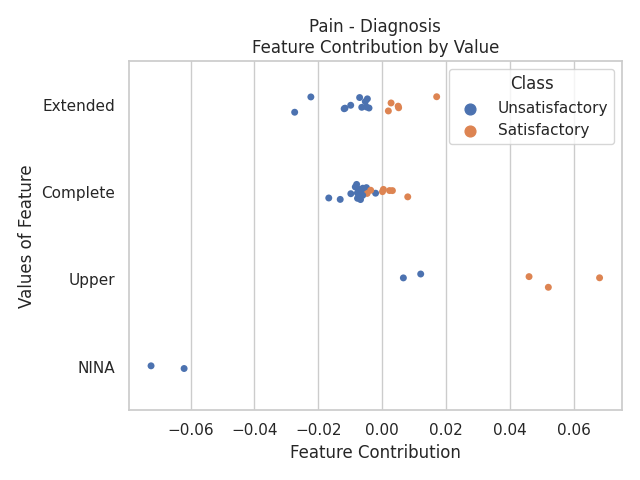 Pain - Diagnosis
Feature Contribution by Value
Class
Unsatisfactory
Satisfactory
Values of Feature
Extended
Complete
Upper
NINA
−0.06 −0.04 −0.02 0.00 0.02 0.04 0.06
Feature Contribution